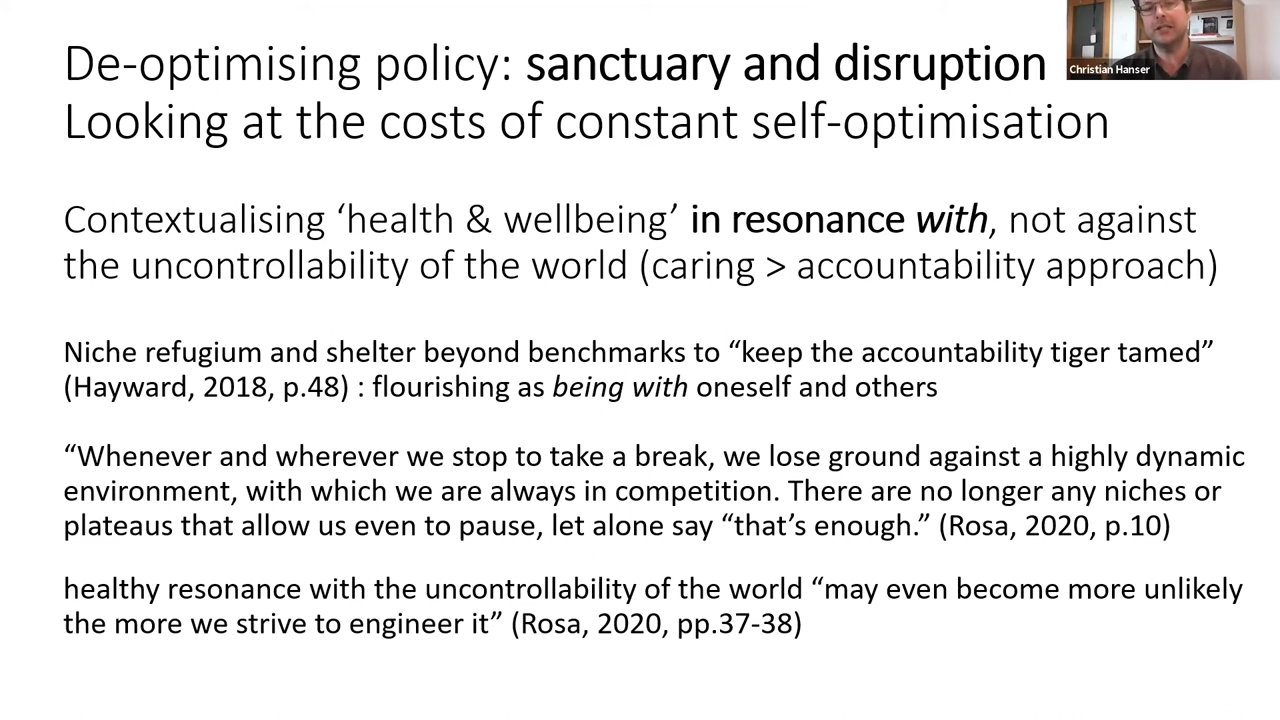 De-optimising policy: sanctuary and disruption
Looking at the costs of constant self-optimisation
Christian Hanser
Contextualising ‘health & wellbeing’ in resonance with, not against
the uncontrollability of the world (caring > accountability approach)
Niche refugium and shelter beyond benchmarks to “keep the accountability tiger tamed”
(Hayward, 2018, p.48) : flourishing as being with oneself and others
“Whenever and wherever we stop to take a break, we lose ground against a highly dynamic
environment, with which we are always in competition. There are no longer any niches or
plateaus that allow us even to pause, let alone say “that’s enough.” (Rosa, 2020, p.10)
healthy resonance with the uncontrollability of the world “may even become more unlikely
the more we strive to engineer it” (Rosa, 2020, pp.37-38)